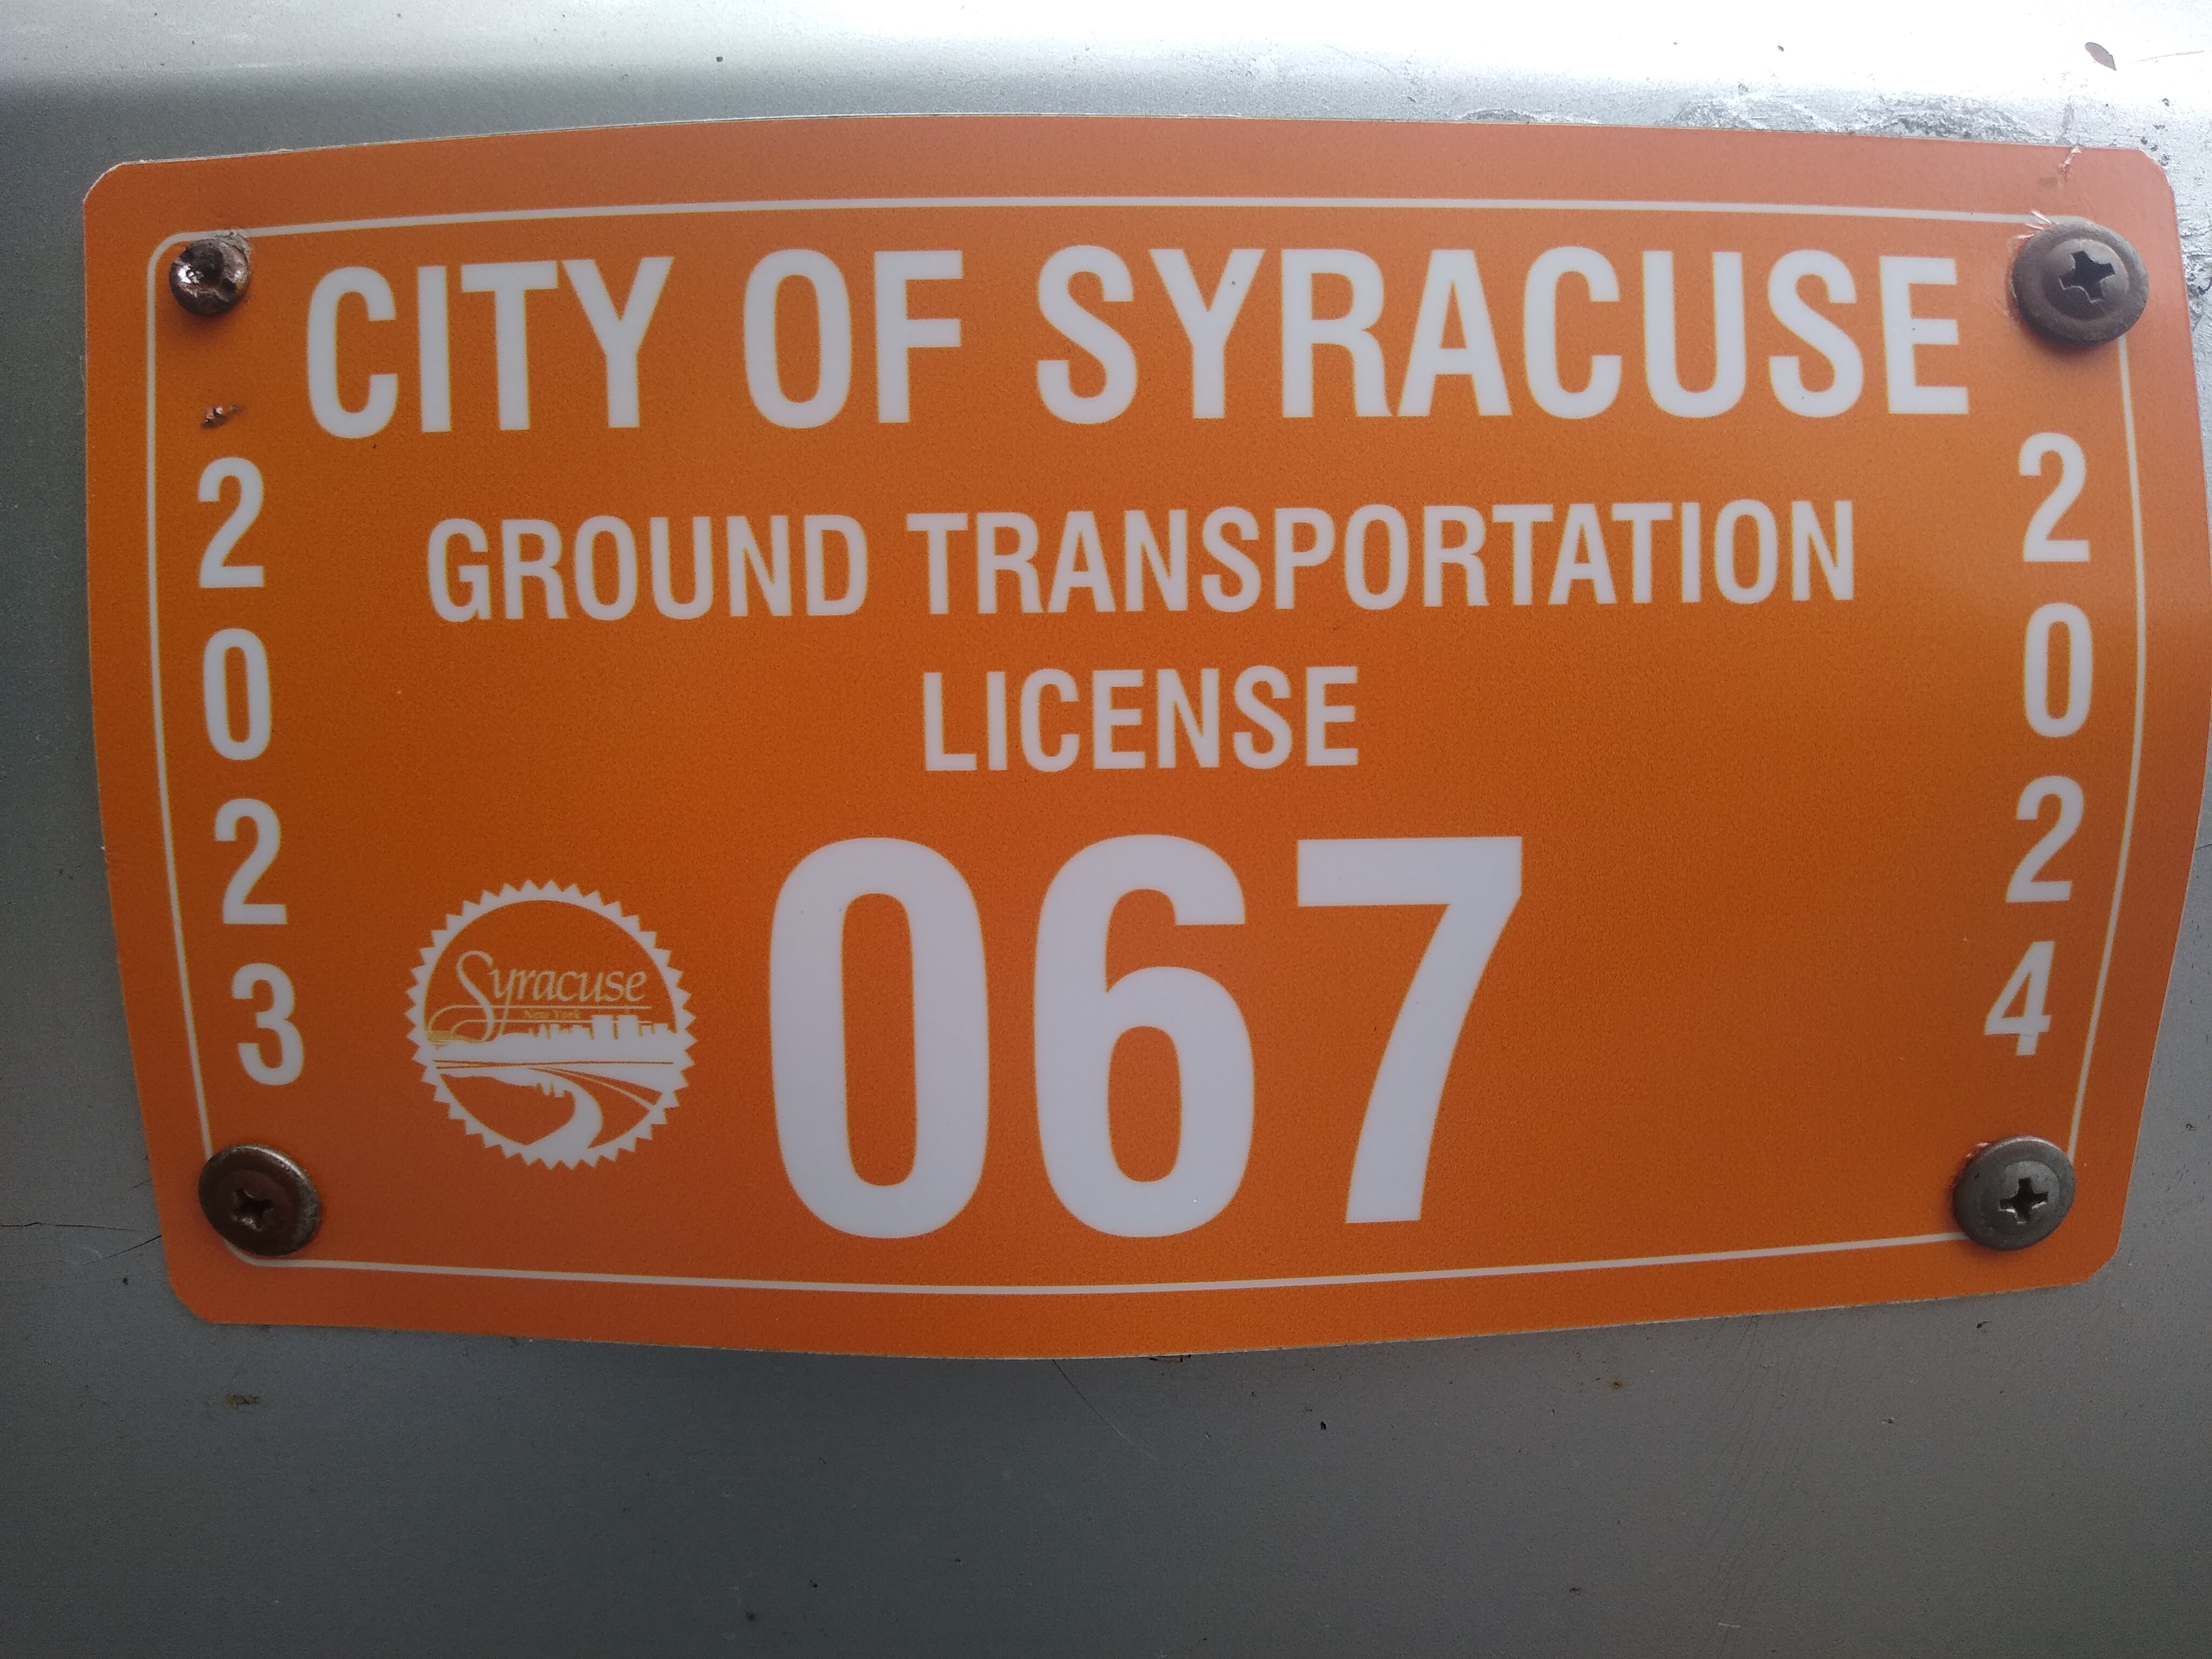 CITY OF SYRACUSE
2023
GROUND TRANSPORTATION
LICENSE
2024
Syracuse
New York
067